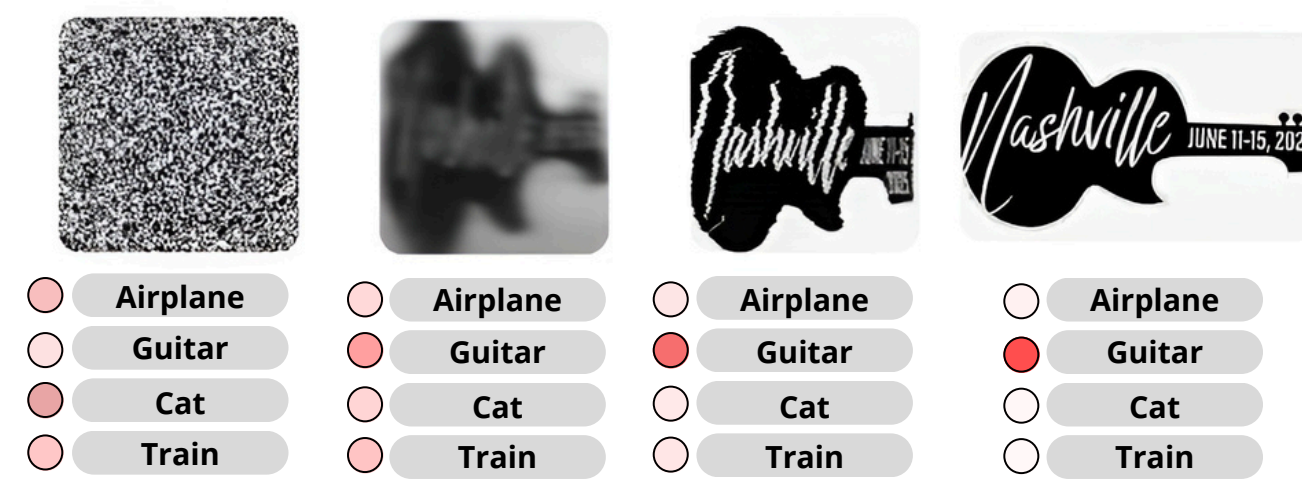 Nashville
JUNE 11-15
2025
Nashville
JUNE 11-15, 202
Airplane
Guitar
Cat
Train
Airplane
Guitar
Cat
Train
Airplane
Guitar
Cat
Train
Airplane
Guitar
Cat
Train